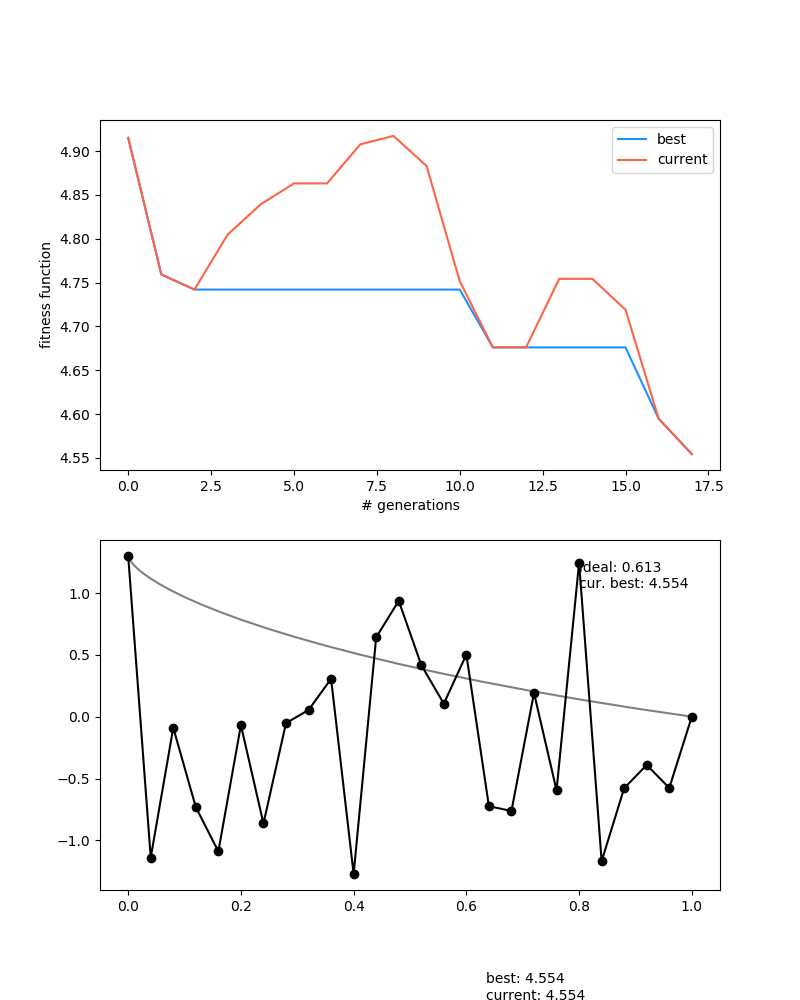 4.90
4.85
4.80
4.75
4.70
4.65
4.60
4.55
fitness function
best
current
0.0 2.5 5.0 7.5 10.0 12.5 15.0 17.5
# generations
ideal: 0.613
cur. best: 4.554
1.0
0.5
0.0
−0.5
−1.0
0.0 0.2 0.4 0.6 0.8 1.0
best: 4.554
current: 4.554